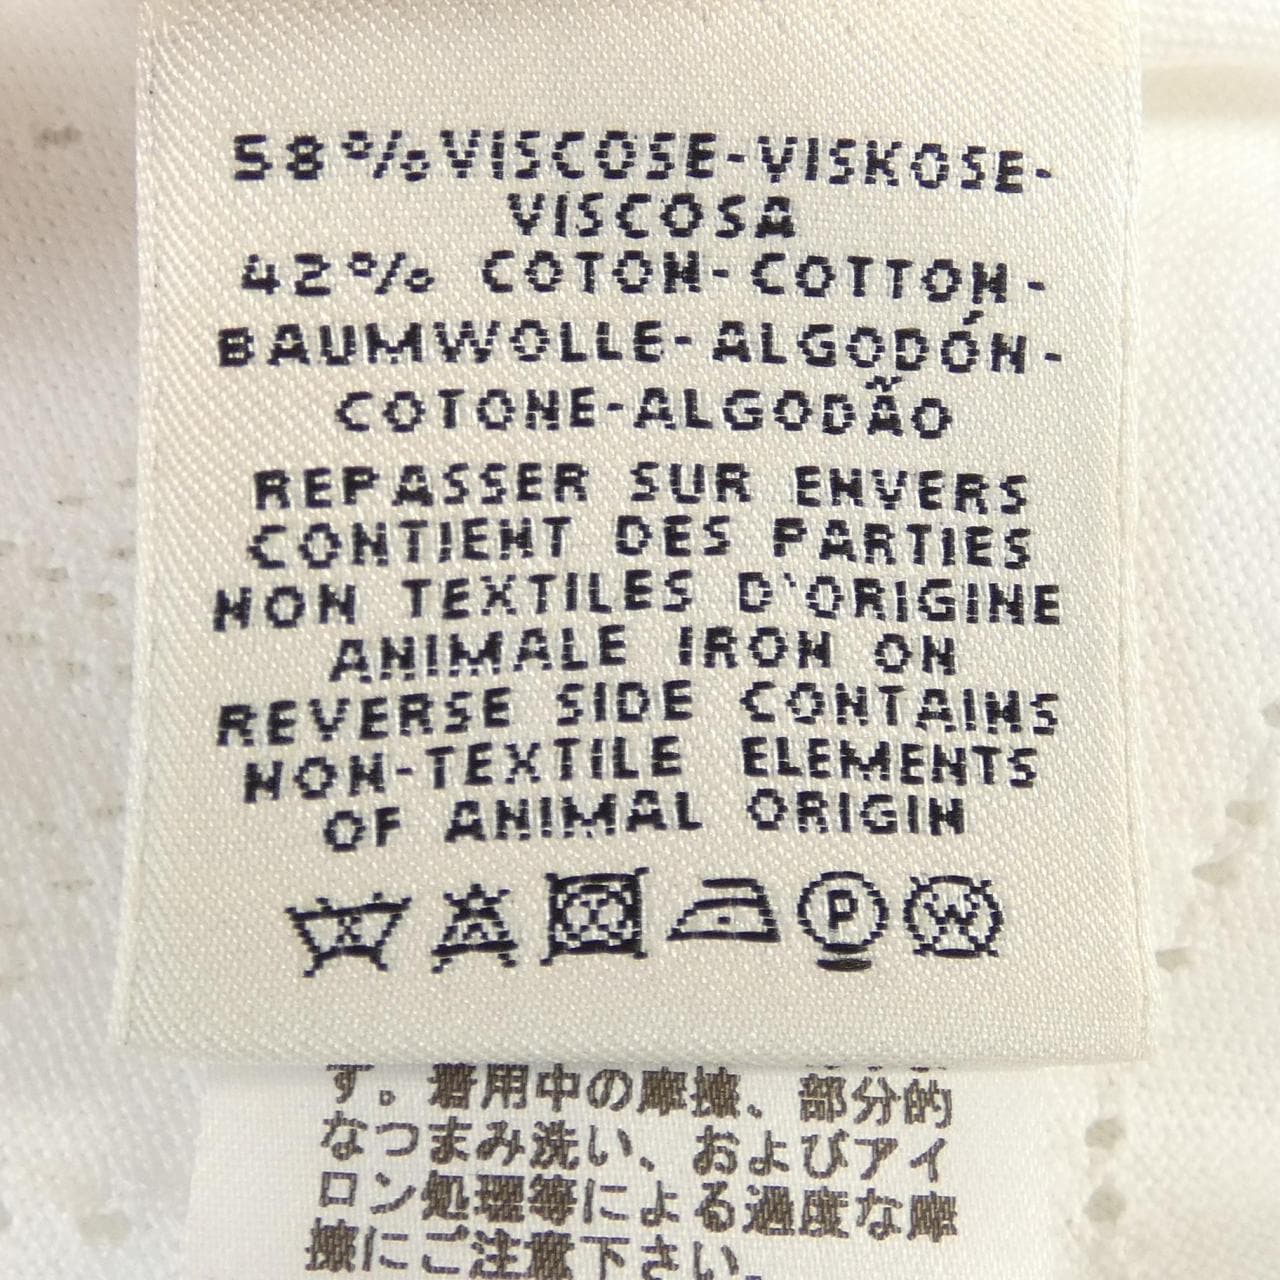 58% VISCOSE-VISKOSE-
VISCOSA
42% COTON-COTTON-
BAUMWOLLE-ALGODÓN-
COTONE-ALGODÃO
REPASSER SUR ENVERS
CONTIENT DES PARTIES
NON TEXTILES D'ORIGINE
ANIMALE IRON ON
REVERSE SIDE CONTAINS
NON-TEXTILE ELEMENTS
OF ANIMAL ORIGIN
P W
す。着用中の摩擦、部分的
なつまみ洗い、およびアイ
ロン処理等による過度な摩
擦にご注意下さい。